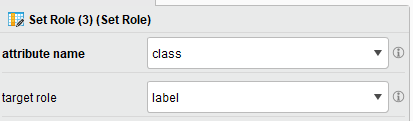 Set Role (3) (Set Role)
attribute name class
target role label